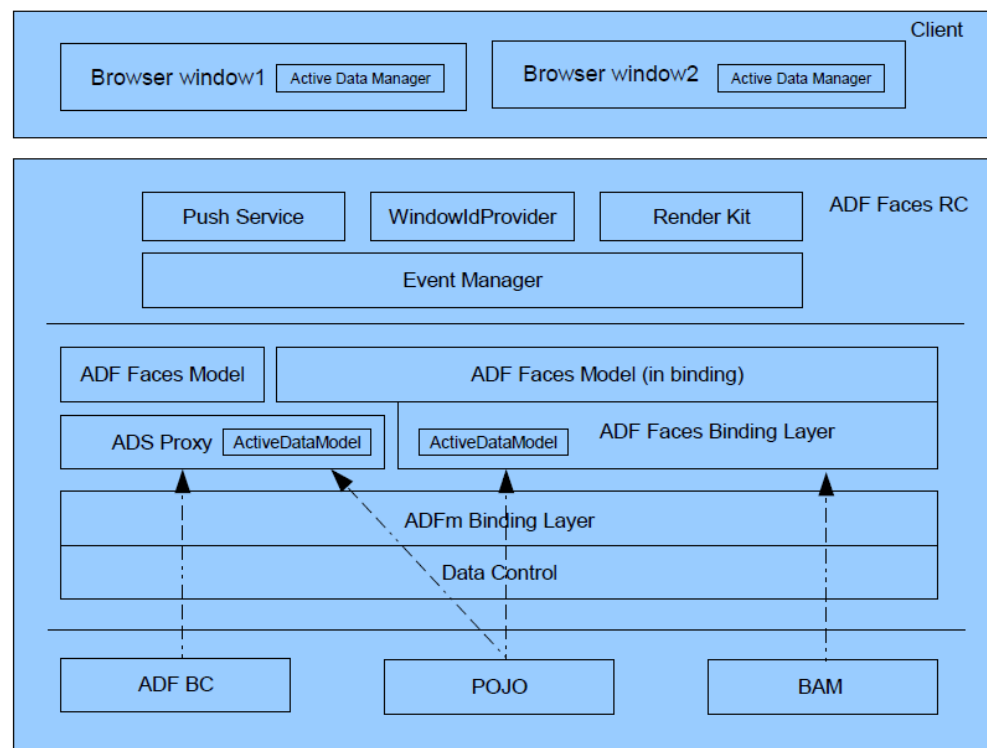 Client
Browser window1
Active Data Manager
Browser window2
Active Data Manager
ADF Faces RC
Push Service
WindowIdProvider
Render Kit
Event Manager
ADF Faces Model
ADF Faces Model (in binding)
ADS Proxy
ActiveDataModel
ActiveDataModel
ADF Faces Binding Layer
ADFm Binding Layer
Data Control
ADF BC
POJO
BAM